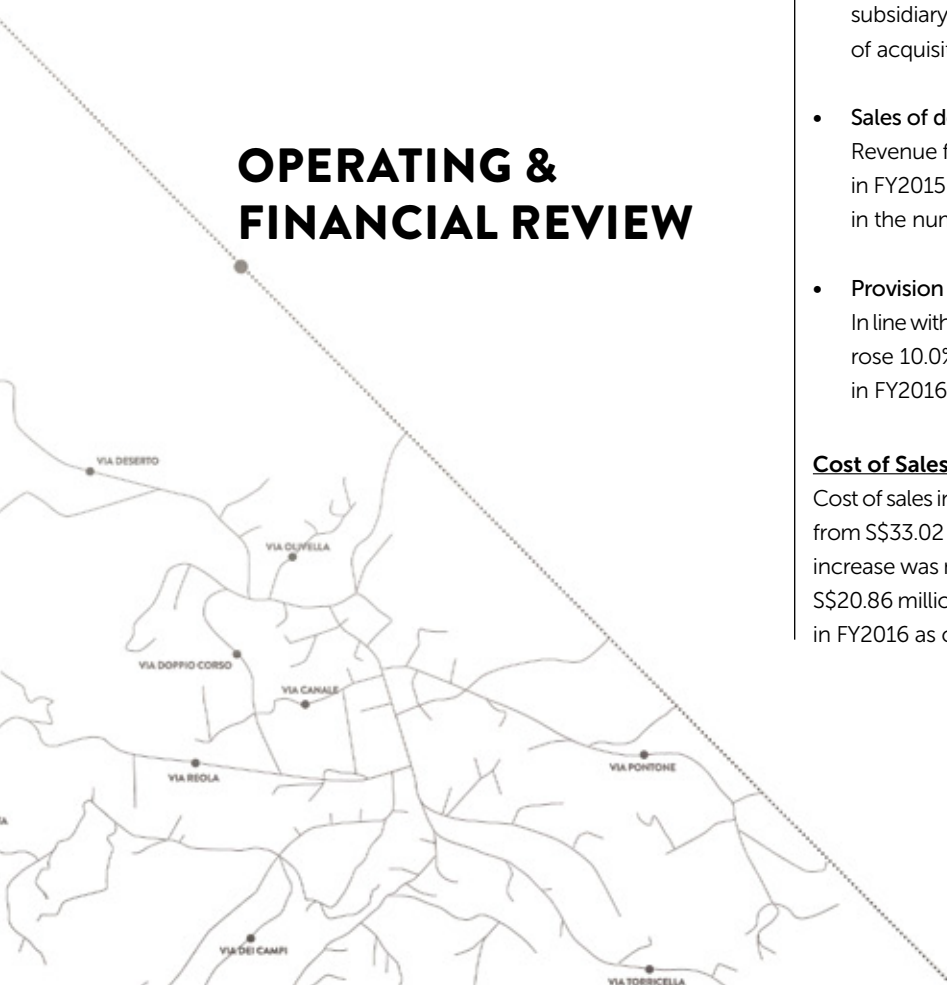 OPERATING &
FINANCIAL REVIEW
VIA DESERTO
VIA OLIVELLA
VIA DOPPIO CORSO
VIA CANALE
VIA REOLA
VIA PONTONE
VIA DEI CAMPI
VIA TORRICELLA
subsidiary
of acquisi
• Sales of d
Revenue f
in FY2015
in the nu
• Provision
In line with
rose 10.0%
in FY2016
Cost of Sales
Cost of sales in
from S$33.02
increase was
S$20.86 millio
in FY2016 as